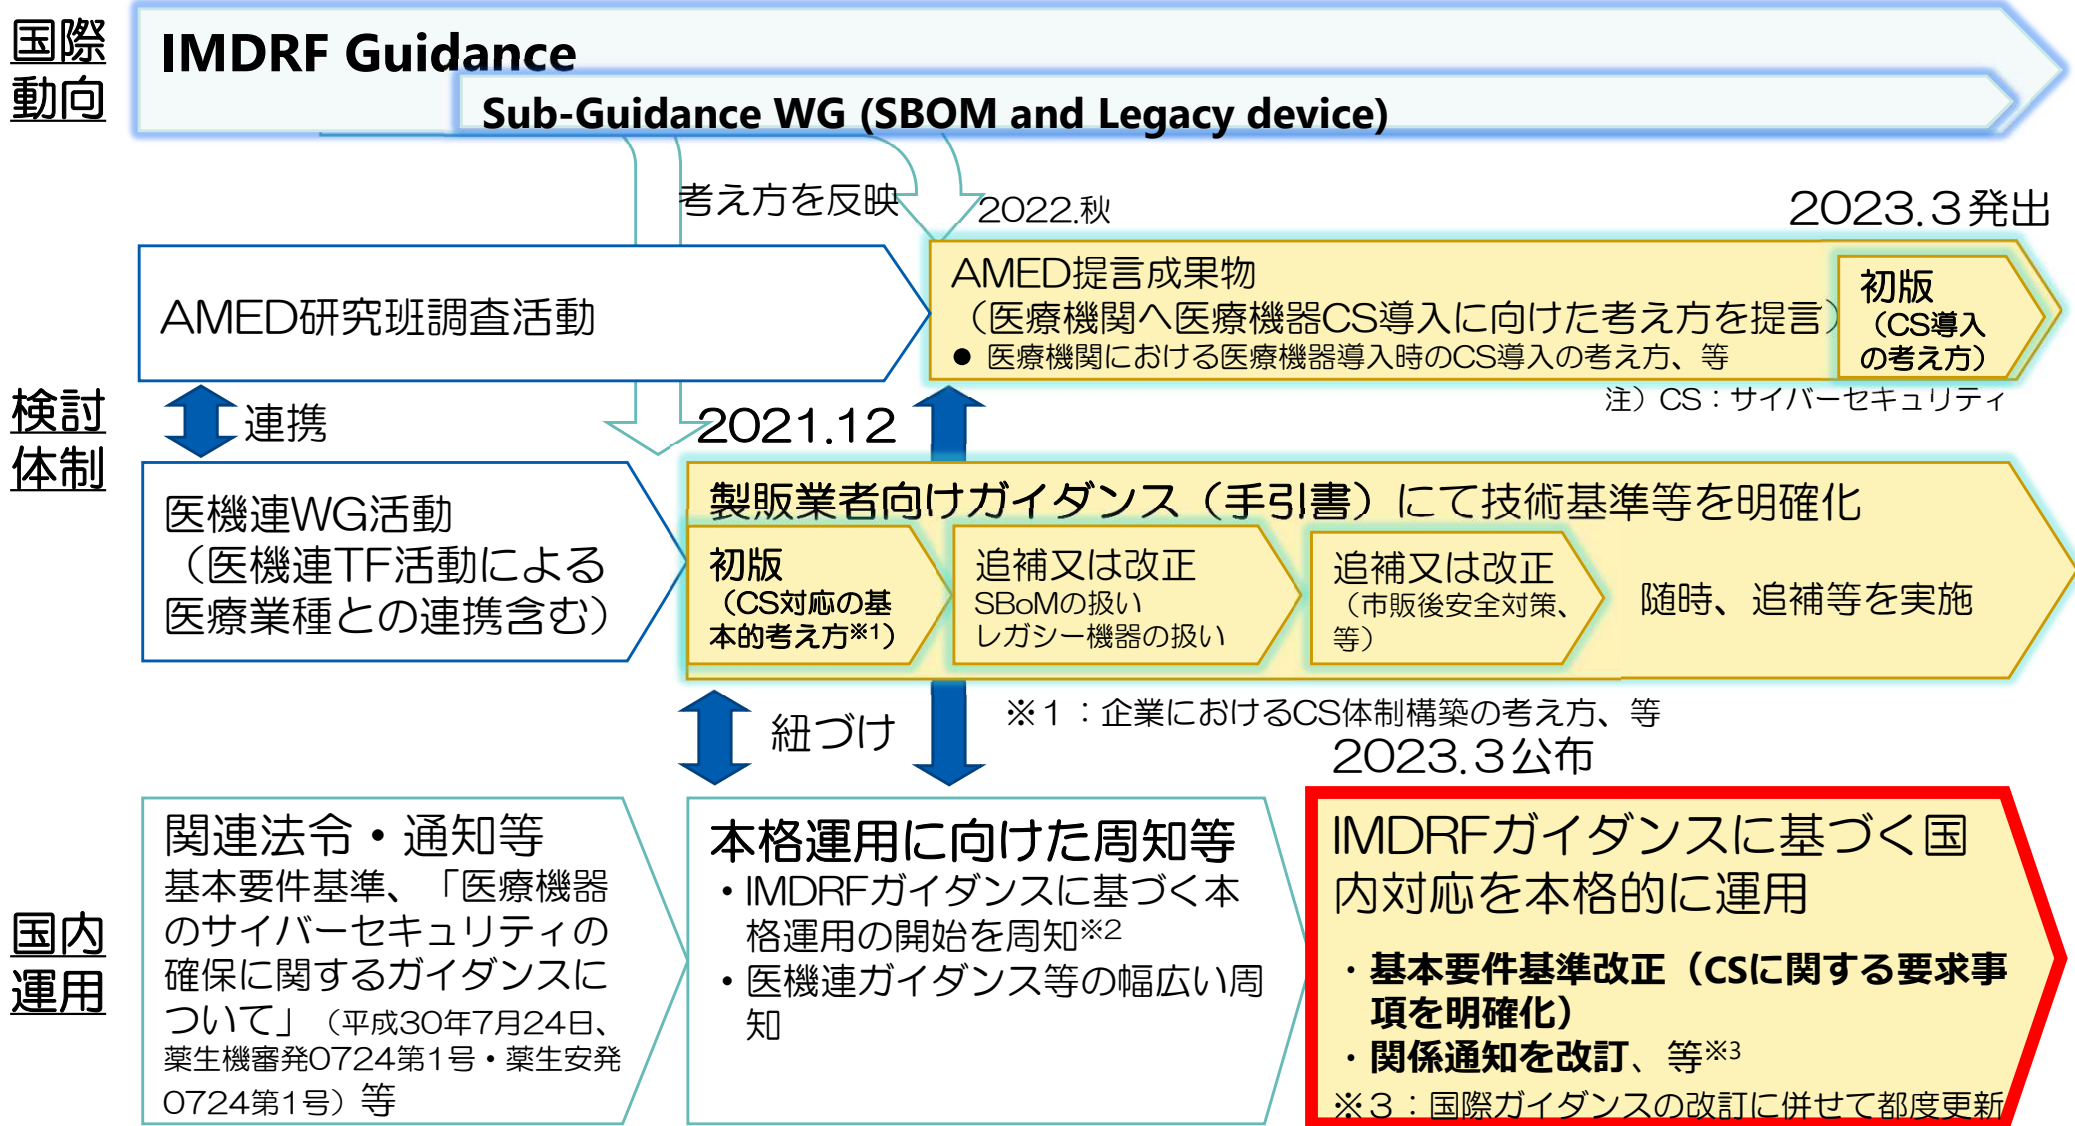 国際
動向
IMDRF Guidance
Sub-Guidance WG (SBOM and Legacy device)
考え方を反映
2022.秋
2023.3発出
検討
体制
AMED研究班調査活動
AMED提言成果物
（医療機関へ医療機器CS導入に向けた考え方を提言）
● 医療機関における医療機器導入時のCS導入の考え方、等
初版
（CS導入
の考え方）
注）CS：サイバーセキュリティ
連携
2021.12
医機連WG活動
（医機連TF活動による
医療業種との連携含む）
製販業者向けガイダンス（手引書）にて技術基準等を明確化
初版
（CS対応の基
本的考え方※1）
追補又は改正
SBoMの扱い
レガシー機器の扱い
追補又は改正
（市販後安全対策、
等）
随時、追補等を実施
紐づけ
※１：企業におけるCS体制構築の考え方、等
2023.3公布
国内
運用
関連法令・通知等
基本要件基準、「医療機器
のサイバーセキュリティの
確保に関するガイダンスに
ついて」（平成30年7月24日、
薬生機審発0724第1号・薬生安発
0724第1号）等
本格運用に向けた周知等
・IMDRFガイダンスに基づく本
格運用の開始を周知※2
・医機連ガイダンス等の幅広い周
知
IMDRFガイダンスに基づく国
内対応を本格的に運用
・基本要件基準改正（CSに関する要求事
項を明確化）
・関係通知を改訂、等※3
※３：国際ガイダンスの改訂に併せて都度更新